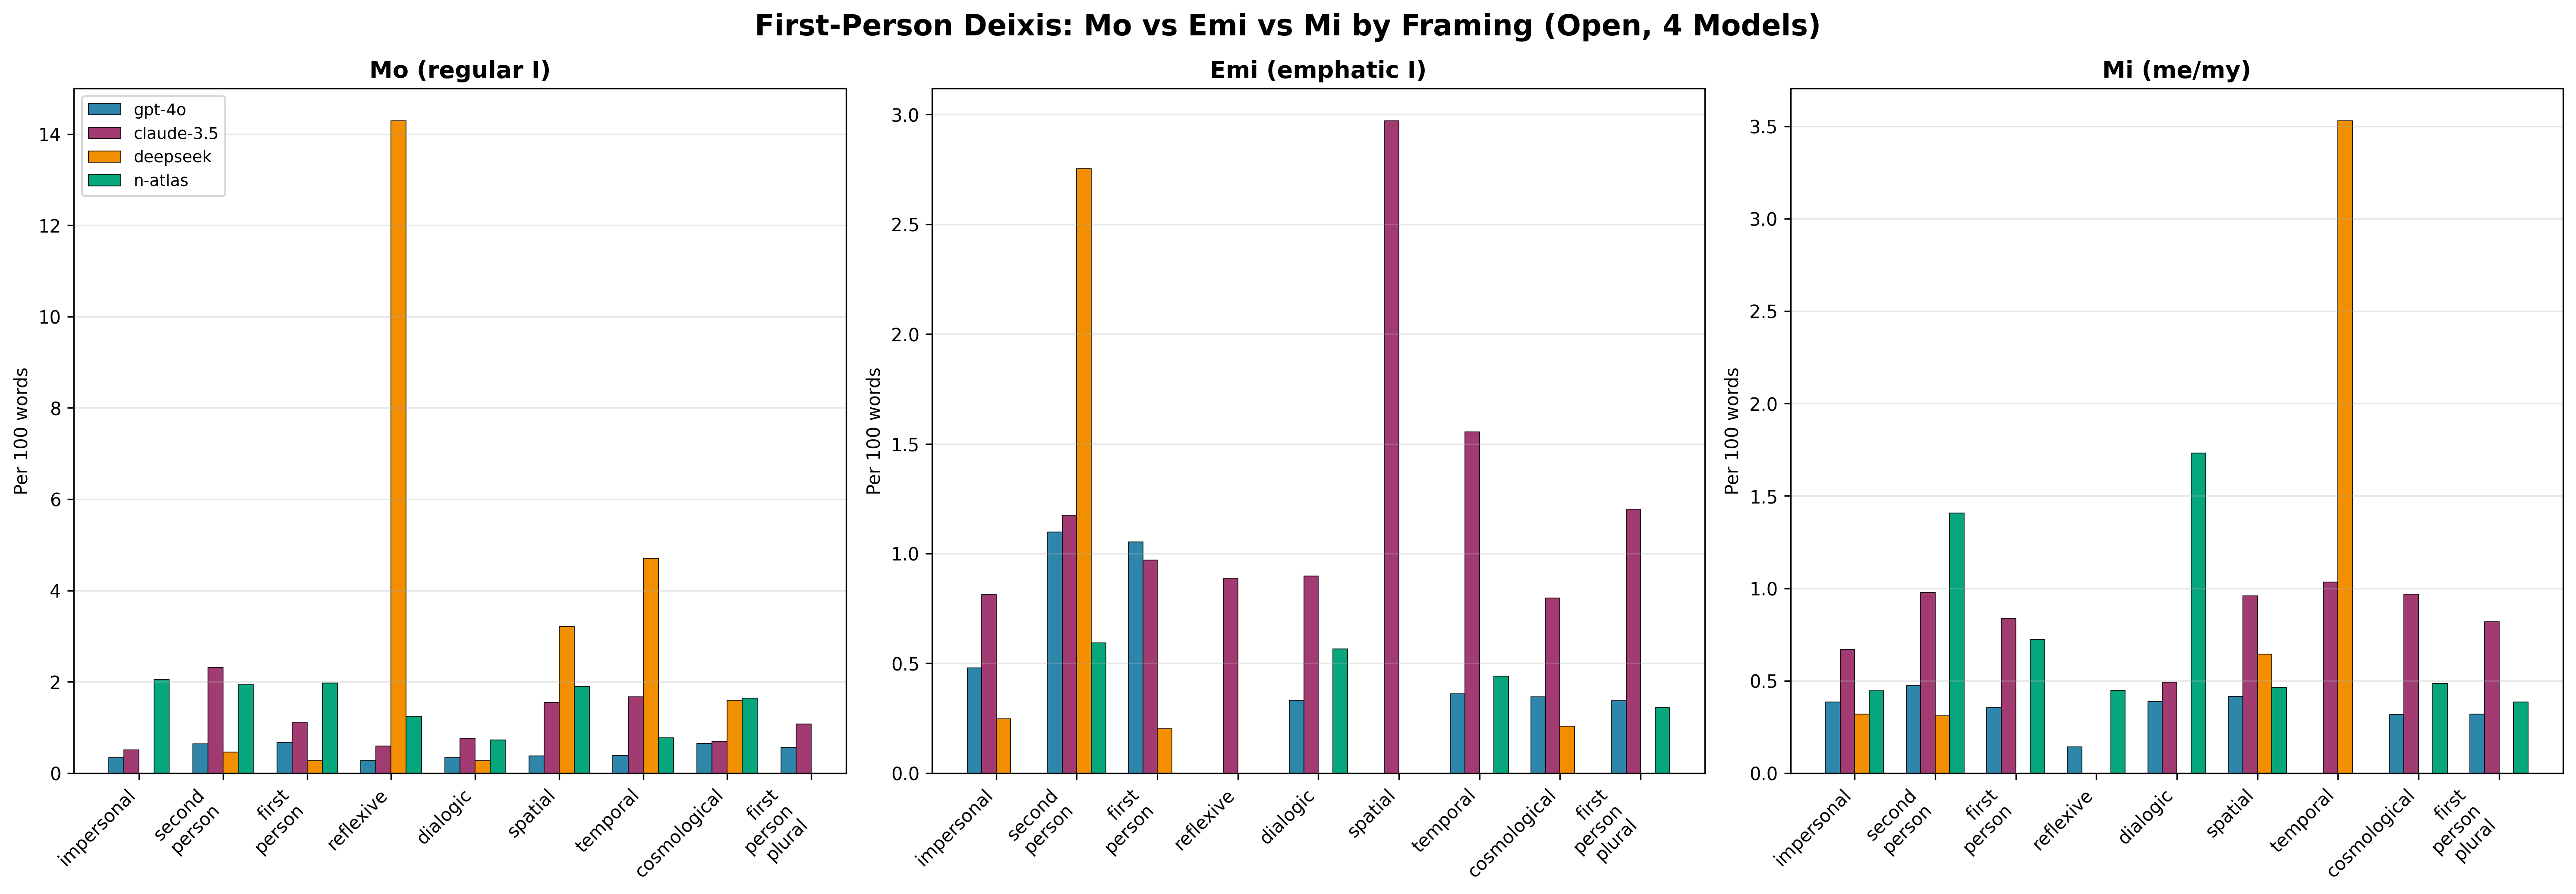 First-Person Deixis: Mo vs Emi vs Mi by Framing (Open, 4 Models)
Mo (regular I)
Per 100 words
14
12
10
8
6
4
2
0
gpt-4o
claude-3.5
deepseek
n-atlas
impersonal
second
person
first
person
reflexive
dialogic
spatial
temporal
cosmological
first
person
plural
Emi (emphatic I)
Per 100 words
3.0
2.5
2.0
1.5
1.0
0.5
0.0
impersonal
second
person
first
person
reflexive
dialogic
spatial
temporal
cosmological
first
person
plural
Mi (me/my)
Per 100 words
3.5
3.0
2.5
2.0
1.5
1.0
0.5
0.0
impersonal
second
person
first
person
reflexive
dialogic
spatial
temporal
cosmological
first
person
plural